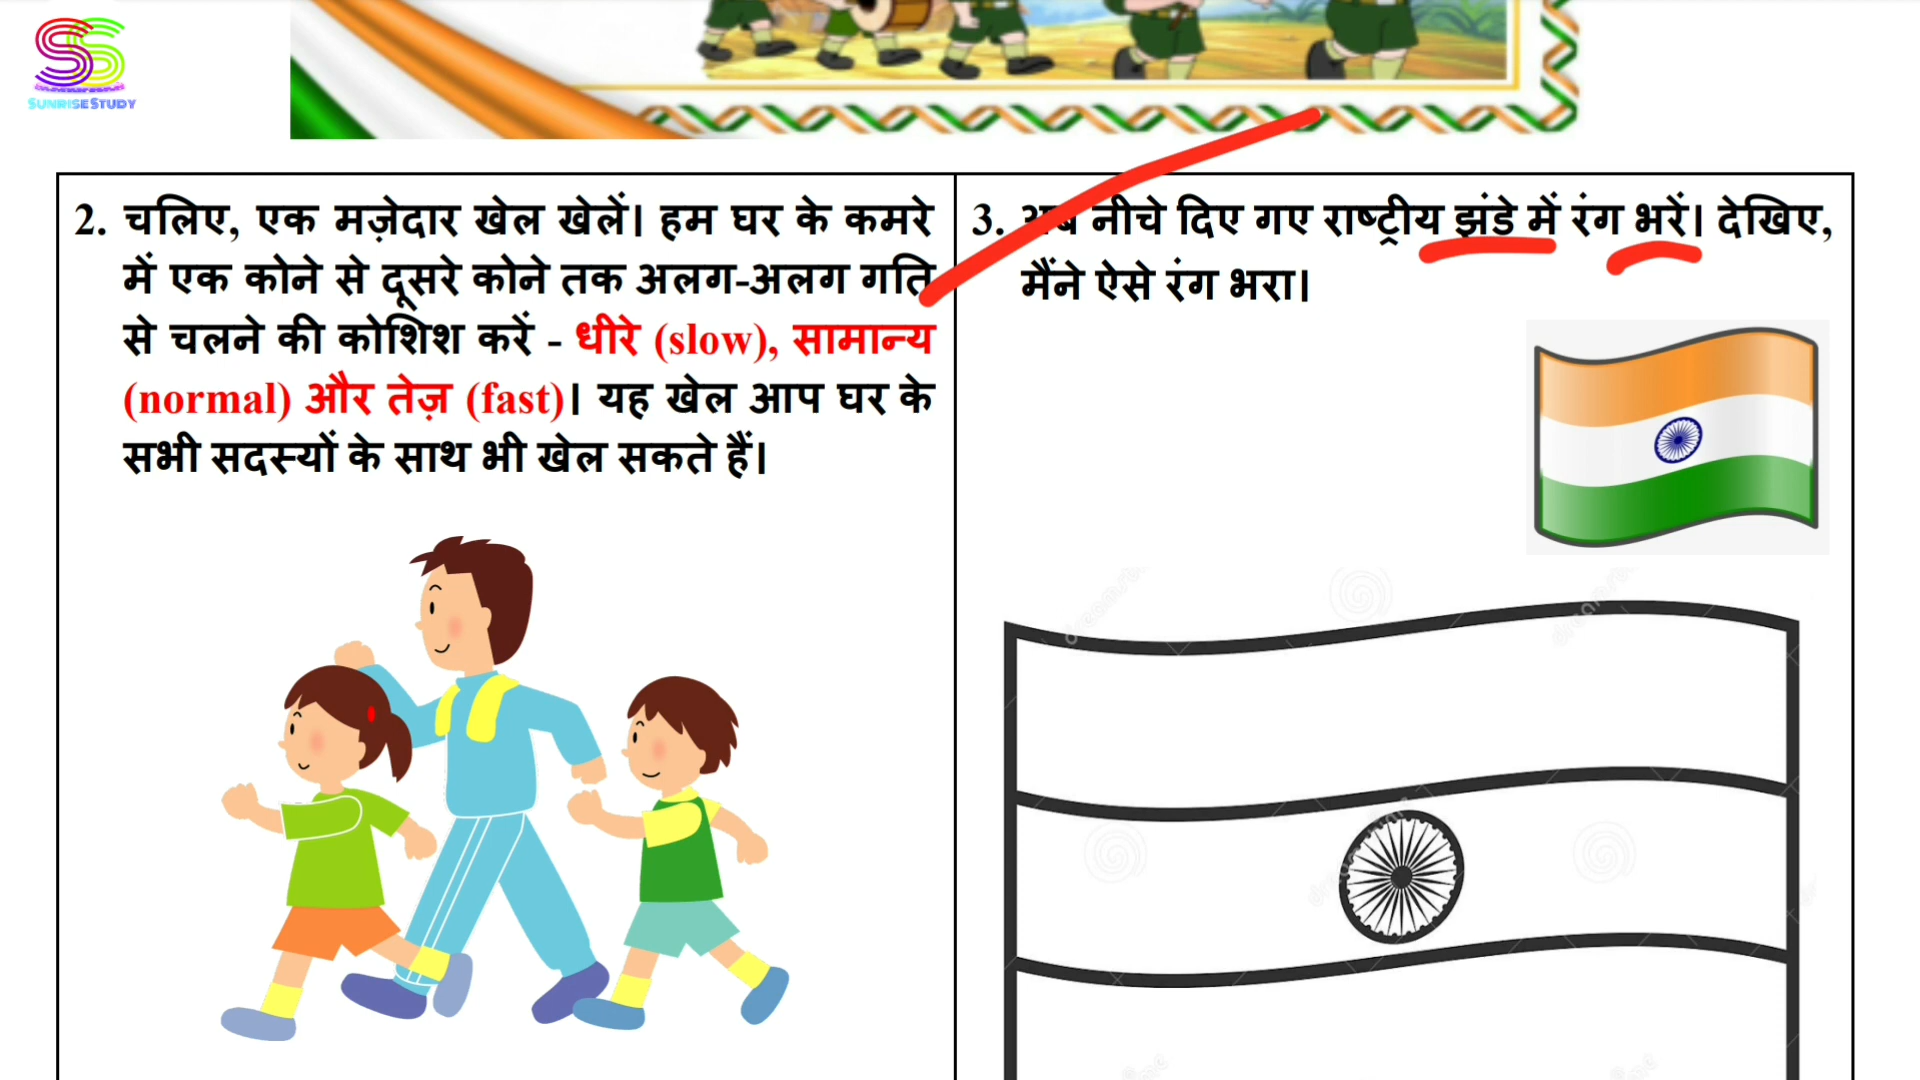 SUNRISESTUDY
2. चलिए, एक मज़ेदार खेल खेलें। हम घर के कमरे
में एक कोने से दूसरे कोने तक अलग-अलग गति
से चलने की कोशिश करें - धीरे (slow), सामान्य
(normal) और तेज़ (fast)। यह खेल आप घर के
सभी सदस्यों के साथ भी खेल सकते हैं।
3. अब नीचे दिए गए राष्ट्रीय झंडे में रंग भरें। देखिए,
मैंने ऐसे रंग भरा।